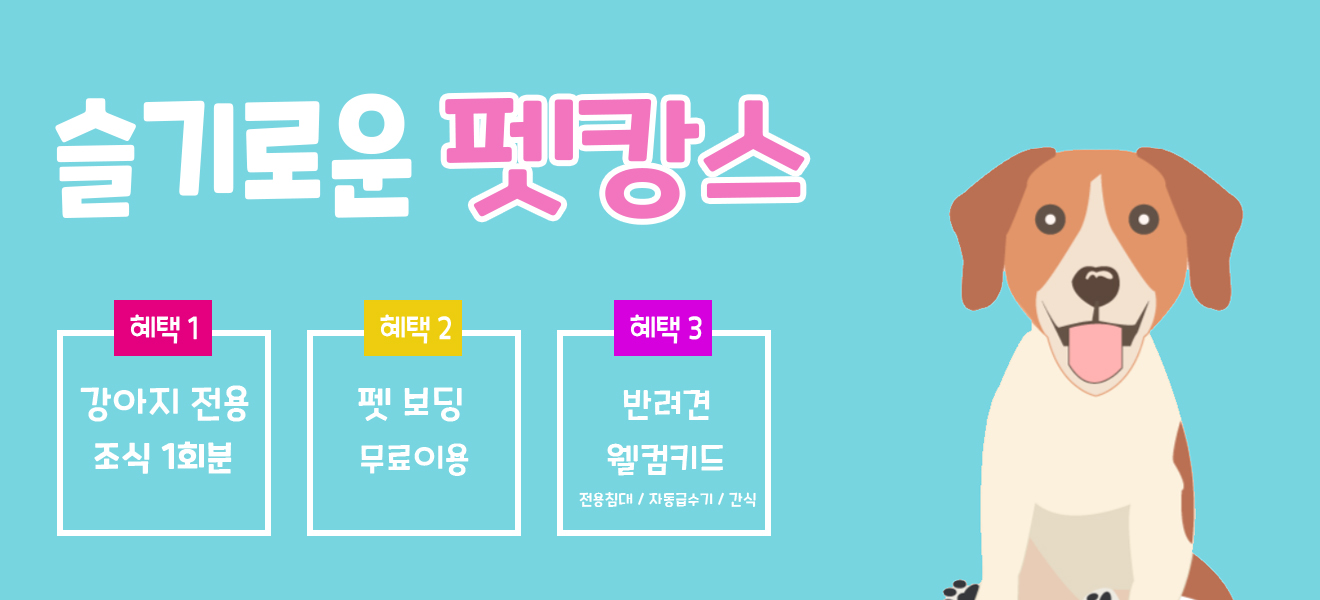 슬기로운 펫캉스
혜택 1
강아지 전용
조식 1회분
혜택 2
펫 보딩
무료이용
혜택 3
반려견
웰컴키드
전용침대 / 자동급수기 / 간식